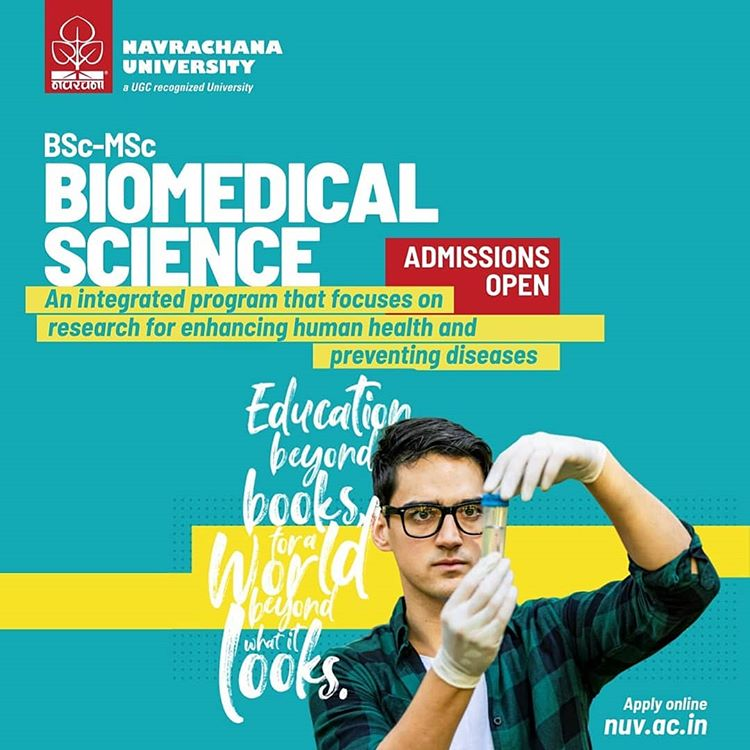 નવરચના
NAVRACHANA
UNIVERSITY
a UGC recognized University
BSc-MSc
BIOMEDICAL
SCIENCE
ADMISSIONS
OPEN
An integrated program that focuses on
research for enhancing human health and
preventing diseases
Education
beyond
books.
for a
World
beyond
what it
looks.
Apply online
nuv.ac.in